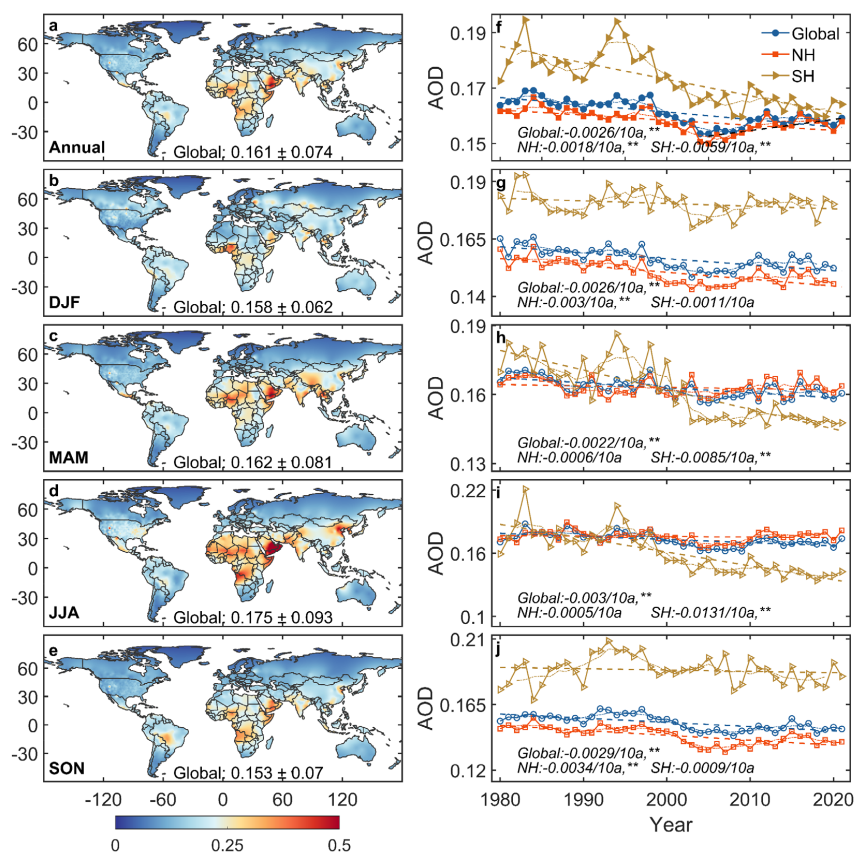 a
60
30
0
-30
Annual
Global; 0.161 ± 0.074
b
60
30
0
-30
DJF
Global; 0.158 ± 0.062
c
60
30
0
-30
MAM
Global; 0.162 ± 0.081
d
60
30
0
-30
JJA
Global; 0.175 ± 0.093
e
60
30
0
-30
SON
Global; 0.153 ± 0.07
-120 -60 0 60 120
0 0.25 0.5
f
AOD
0.19
0.17
0.15
Global
NH
SH
Global:-0.0026/10a,**
NH:-0.0018/10a,** SH:-0.0059/10a,**
g
AOD
0.19
0.165
0.14
Global:-0.0026/10a,**
NH:-0.003/10a,** SH:-0.0011/10a
h
AOD
0.19
0.16
0.13
Global:-0.0022/10a,**
NH:-0.0006/10a SH:-0.0085/10a,**
i
AOD
0.22
0.16
0.1
Global:-0.003/10a,**
NH:-0.0005/10a SH:-0.0131/10a,**
j
AOD
0.21
0.165
0.12
Global:-0.0029/10a,**
NH:-0.0034/10a,** SH:-0.0009/10a
1980 1990 2000 2010 2020
Year